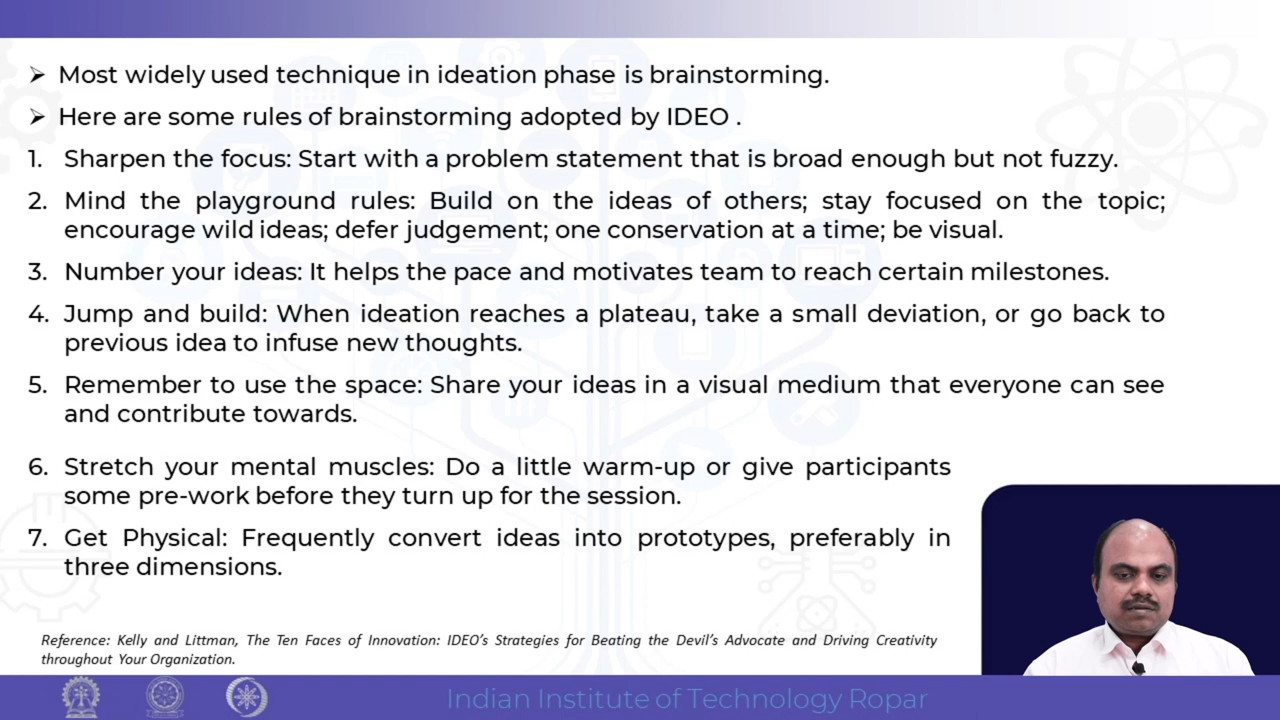 ➢ Most widely used technique in ideation phase is brainstorming.
➢ Here are some rules of brainstorming adopted by IDEO .
1. Sharpen the focus: Start with a problem statement that is broad enough but not fuzzy.
2. Mind the playground rules: Build on the ideas of others; stay focused on the topic;
encourage wild ideas; defer judgement; one conservation at a time; be visual.
3. Number your ideas: It helps the pace and motivates team to reach certain milestones.
4. Jump and build: When ideation reaches a plateau, take a small deviation, or go back to
previous idea to infuse new thoughts.
5. Remember to use the space: Share your ideas in a visual medium that everyone can see
and contribute towards.
6. Stretch your mental muscles: Do a little warm-up or give participants
some pre-work before they turn up for the session.
7. Get Physical: Frequently convert ideas into prototypes, preferably in
three dimensions.
Reference: Kelly and Littman, The Ten Faces of Innovation: IDEO's Strategies for Beating the Devil's Advocate and Driving Creativity
throughout Your Organization.
Indian Institute of Technology Ropar